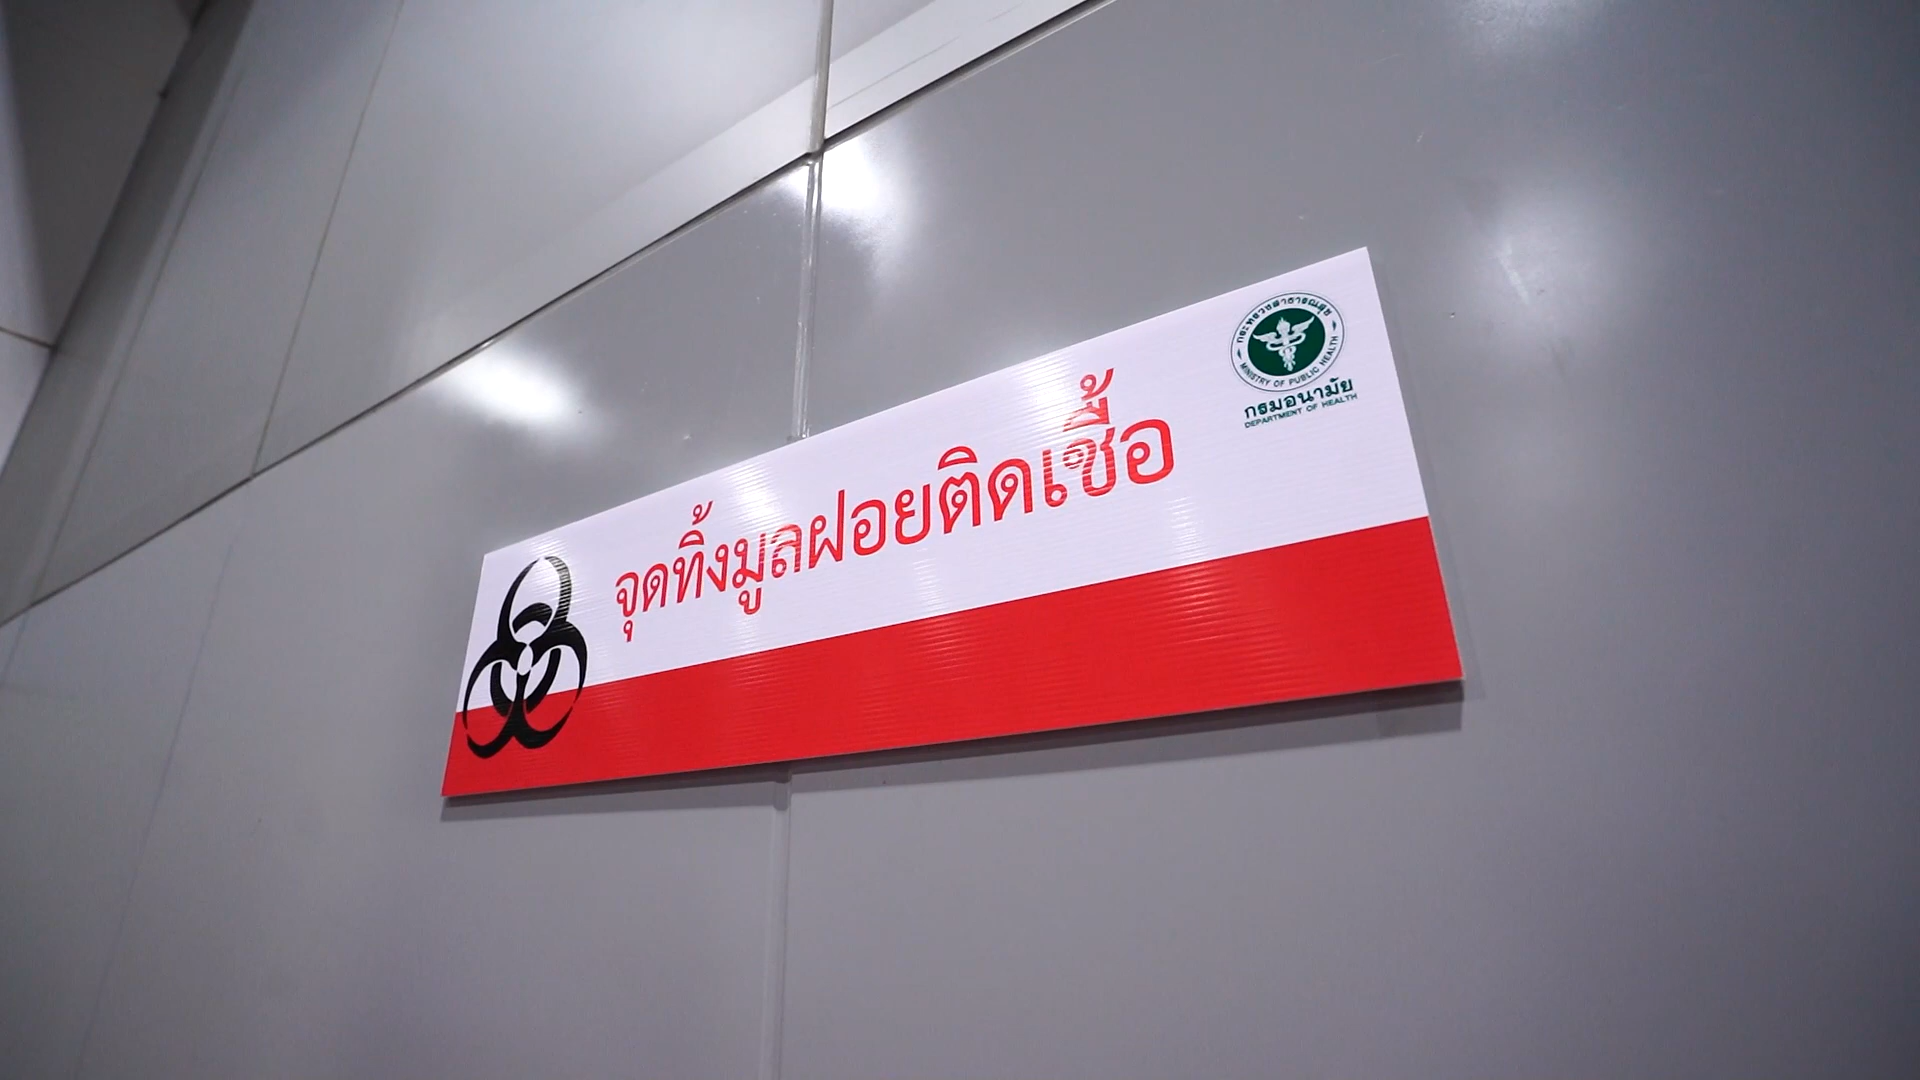 กระทรวงสาธารณสุข
MINISTRY OF PUBLIC HEALTH
กรมอนามัย
DEPARTMENT OF HEALTH
จุดทิ้งมูลฝอยติดเชื้อ